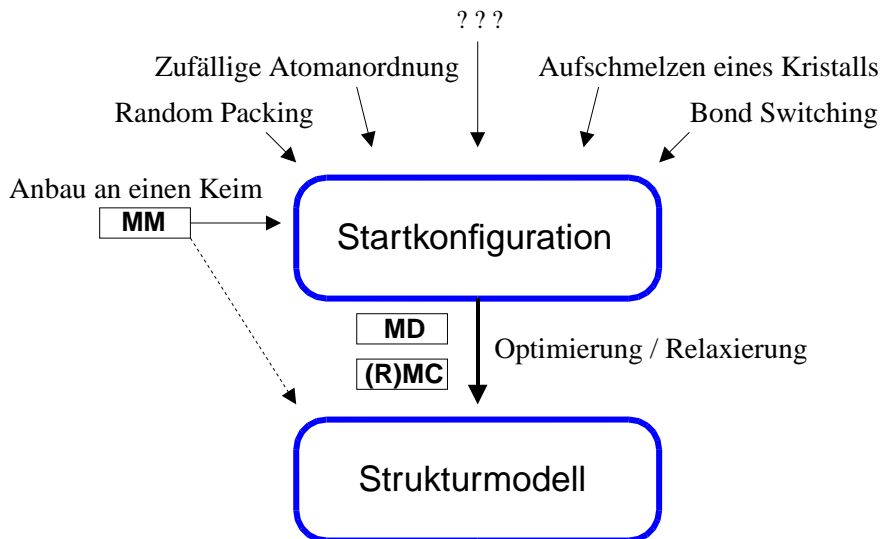 ? ? ?
Zufällige Atomanordnung
Aufschmelzen eines Kristalls
Random Packing
Bond Switching
Anbau an einen Keim
MM
Startkonfiguration
MD
Optimierung / Relaxierung
(R)MC
Strukturmodell